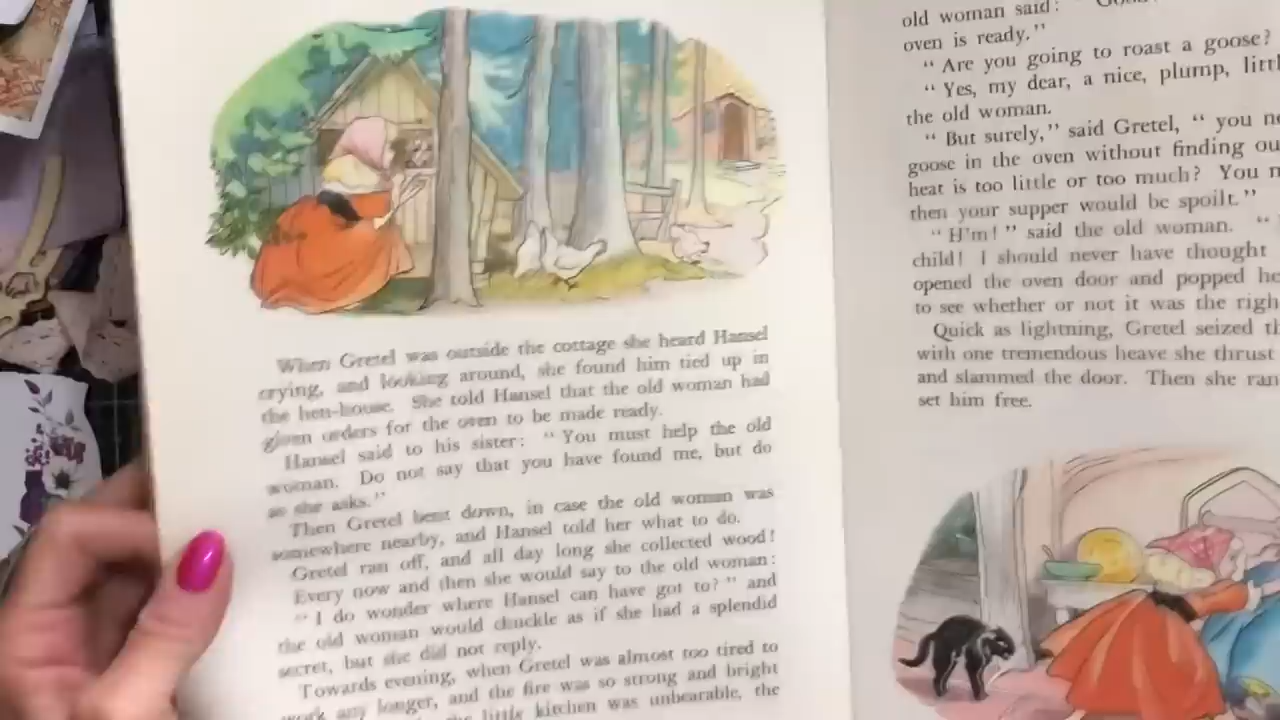 When Gretel was outside the cottage she heard Hansel
crying, and looking around, she found him tied up in
the hen-house. She told Hansel that the old woman had
given orders for the oven to be made ready.
Hansel said to his sister: “ You must help the old
woman. Do not say that you have found me, but do
as she asks.”
Then Gretel bent down, in case the old woman was
somewhere nearby, and Hansel told her what to do.
Gretel ran off, and all day long she collected wood!
Every now and then she would say to the old woman:
“ I do wonder where Hansel can have got to? ” and
the old woman would chuckle as if she had a splendid
secret, but she did not reply.
Towards evening, when Gretel was almost too tired to
work any longer, and the fire was so strong and bright
the little kitchen was unbearable, the
old woman said: “
oven is ready.”
“ Are you going to roast a goose?
“ Yes, my dear, a nice, plump,
the old woman.
“ But surely,” said Gretel, “ you
goose in the oven without finding
heat is too little or too much? You
then your supper would be spoilt.”
“ H'm! ” said the old woman. “
child! I should never have thought
opened the oven door and popped
to see whether or not it was the
Quick as lightning, Gretel seized
with one tremendous heave she thrust
and slammed the door. Then she ran
set him free.